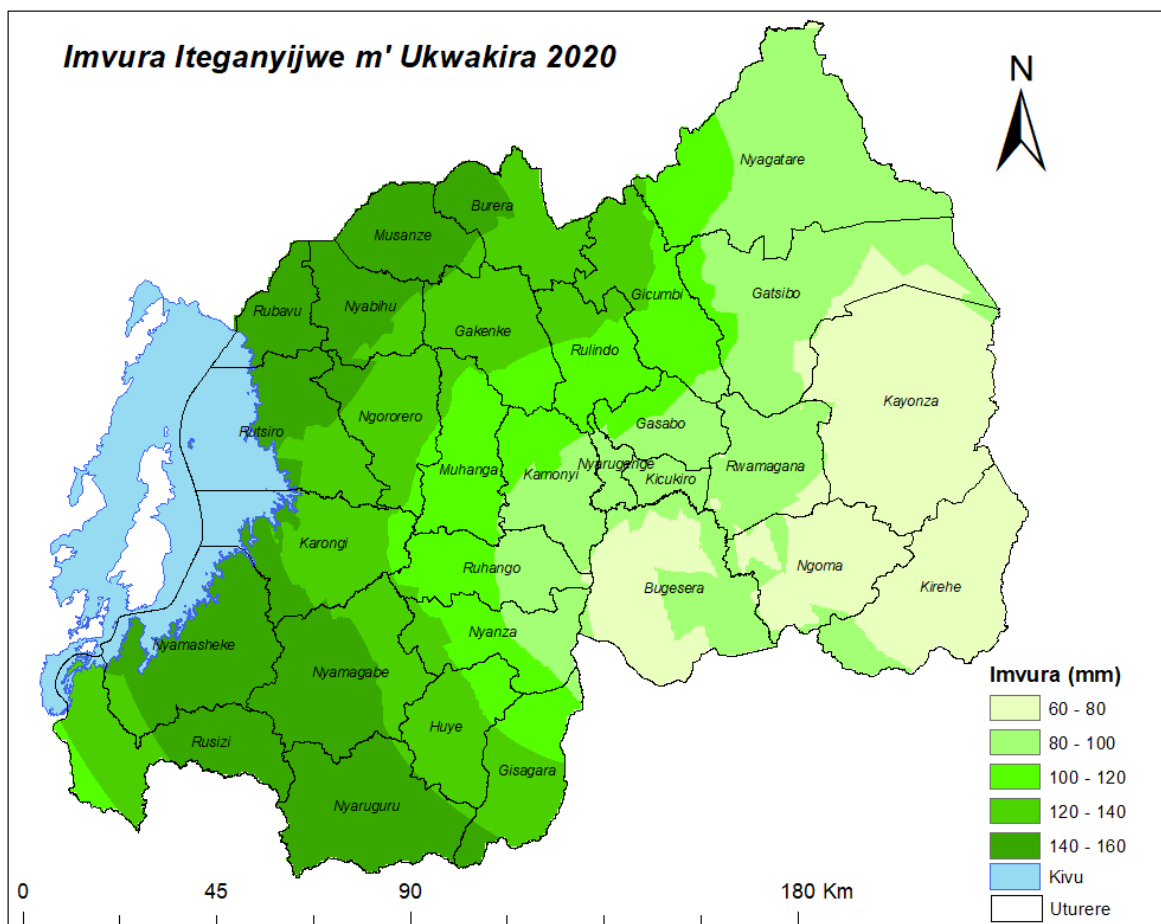 Imvura Iteganyijwe m' Ukwakira 2020
N
Nyagatare
Burera
Musanze
Gicumbi
Gatsibo
Nyabihu
Rubavu
Gakenke
Rulindo
Kayonza
Ngororero
Gasabo
Rutsiro
Muhanga
Kamonyi
Nyarugenge
Rwamagana
Kicukiro
Karongi
Ruhango
Ngoma
Bugesera
Kirehe
Nyanza
Nyamasheke
Nyamagabe
Huye
Rusizi
Gisagara
Nyaruguru
Imvura (mm)
60 - 80
80 - 100
100 - 120
120 - 140
140 - 160
Kivu
Uturere
0 45 90 180 Km